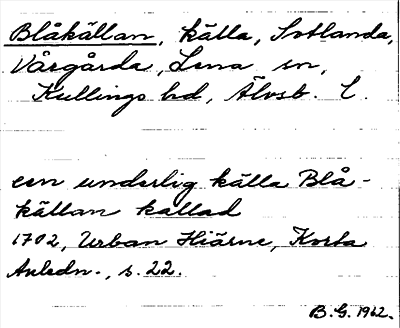 Blåkällan, källa, Sotlanda,
Vårgårda, Lena sn,
Kullings hd, Älvsb. l.
een underlig källa Blå-
källan kallad
1702, Urban Hiärne, Korta
Anledn., s. 22.
B.G. 1962.